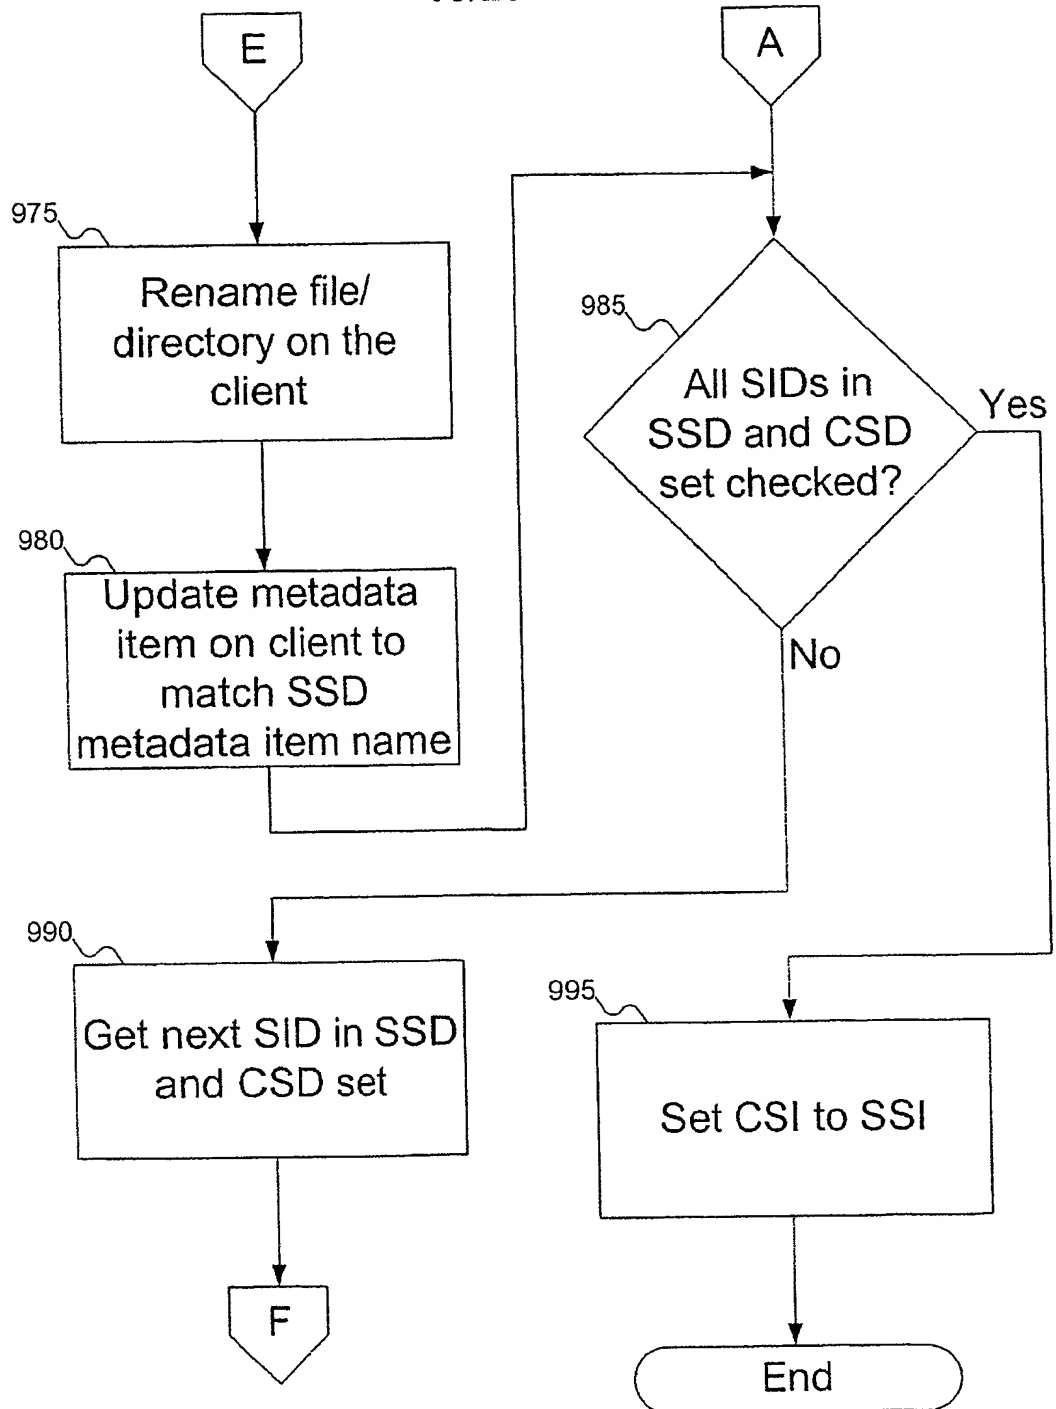 E
A
975
Rename file/
directory on the
client
985
All SIDs in
SSD and CSD
set checked?
Yes
No
980
Update metadata
item on client to
match SSD
metadata item name
990
Get next SID in SSD
and CSD set
995
Set CSI to SSI
F
End